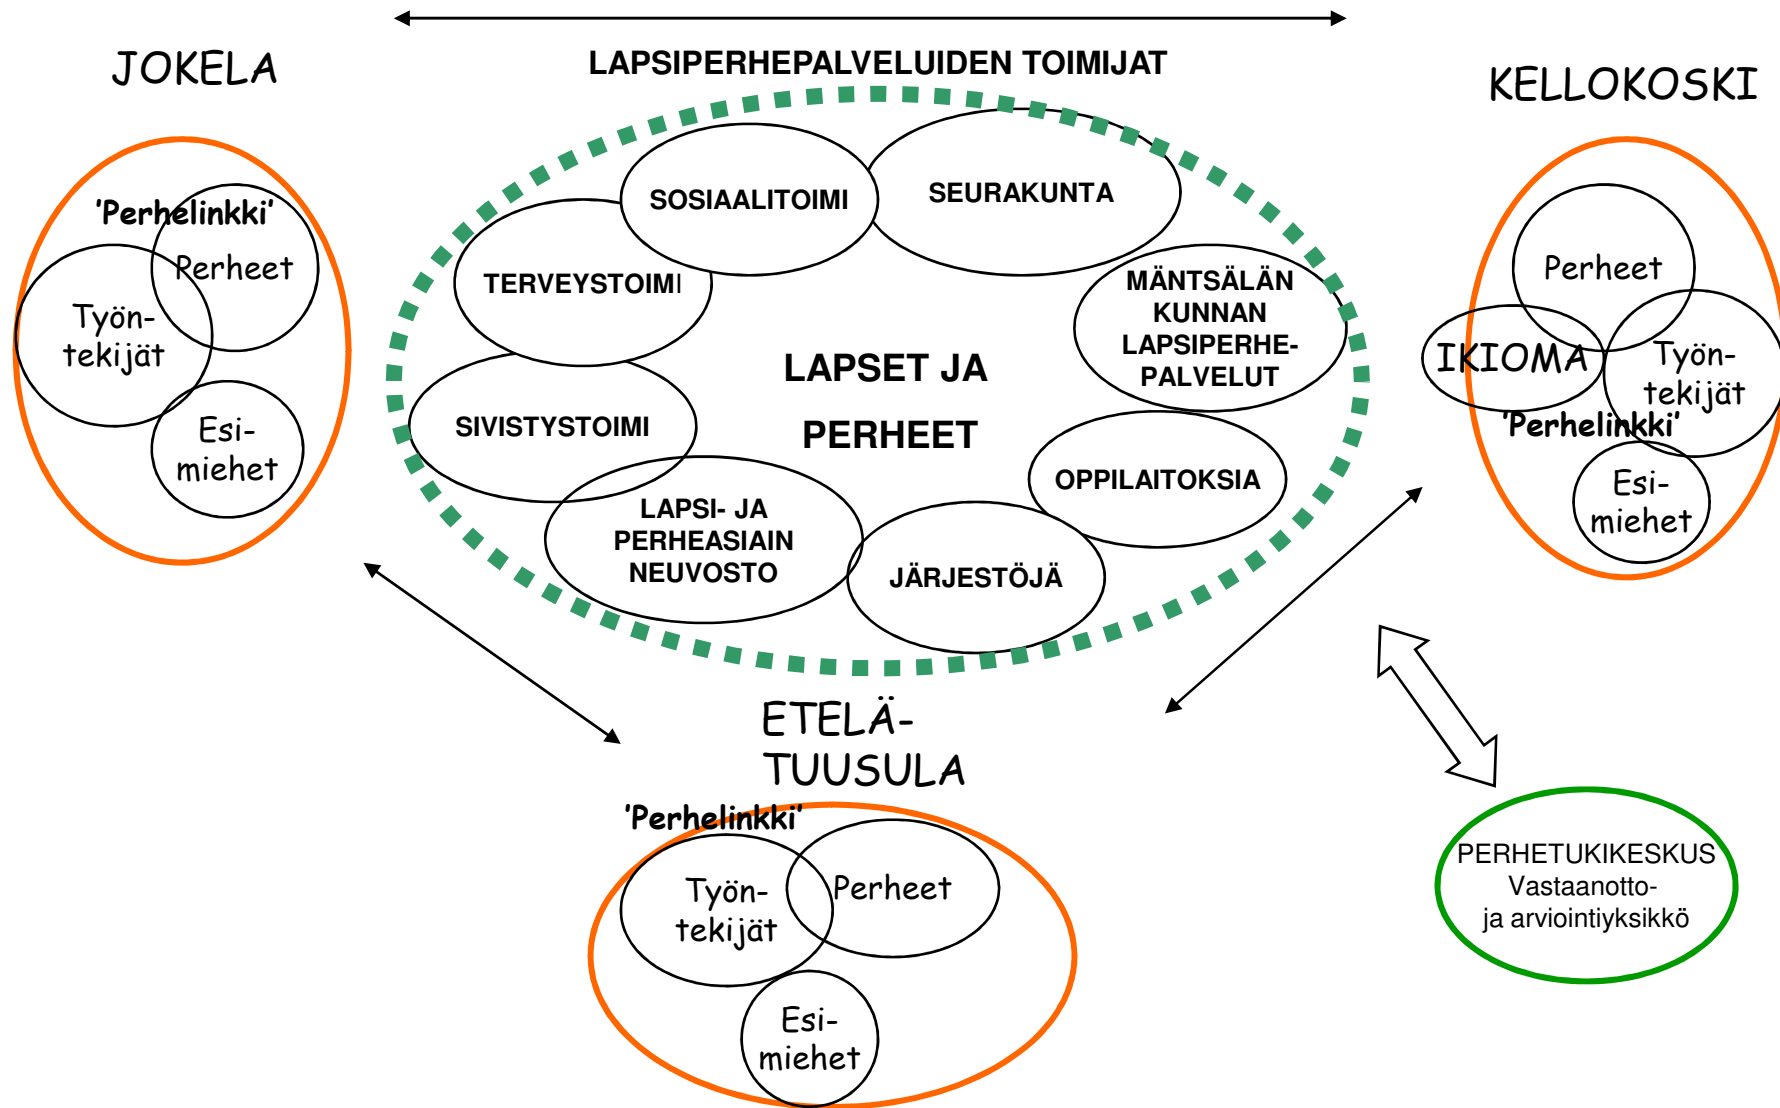 LAPSIPERHEPALVELUIDEN TOIMIJAT
JOKELA
'Perhelinkki'
Perheet
Työn-
tekijät
Esi-
miehet
SOSIAALITOIMI
SEURAKUNTA
TERVEYSTOIMI
MÄNTSÄLÄN
KUNNAN
LAPSIPERHE-
PALVELUT
LAPSET JA
PERHEET
SIVISTYSTOIMI
OPPILAITOKSIA
LAPSI- JA
PERHEASIAIN
NEUVOSTO
JÄRJESTÖJÄ
KELLOKOSKI
Perheet
IKIOMA
Työn-
tekijät
'Perhelinkki'
Esi-
miehet
ETELÄ-
TUUSULA
'Perhelinkki'
Työn-
tekijät
Perheet
Esi-
miehet
PERHETUKIKESKUS
Vastaanotto-
ja arviointiyksikkö